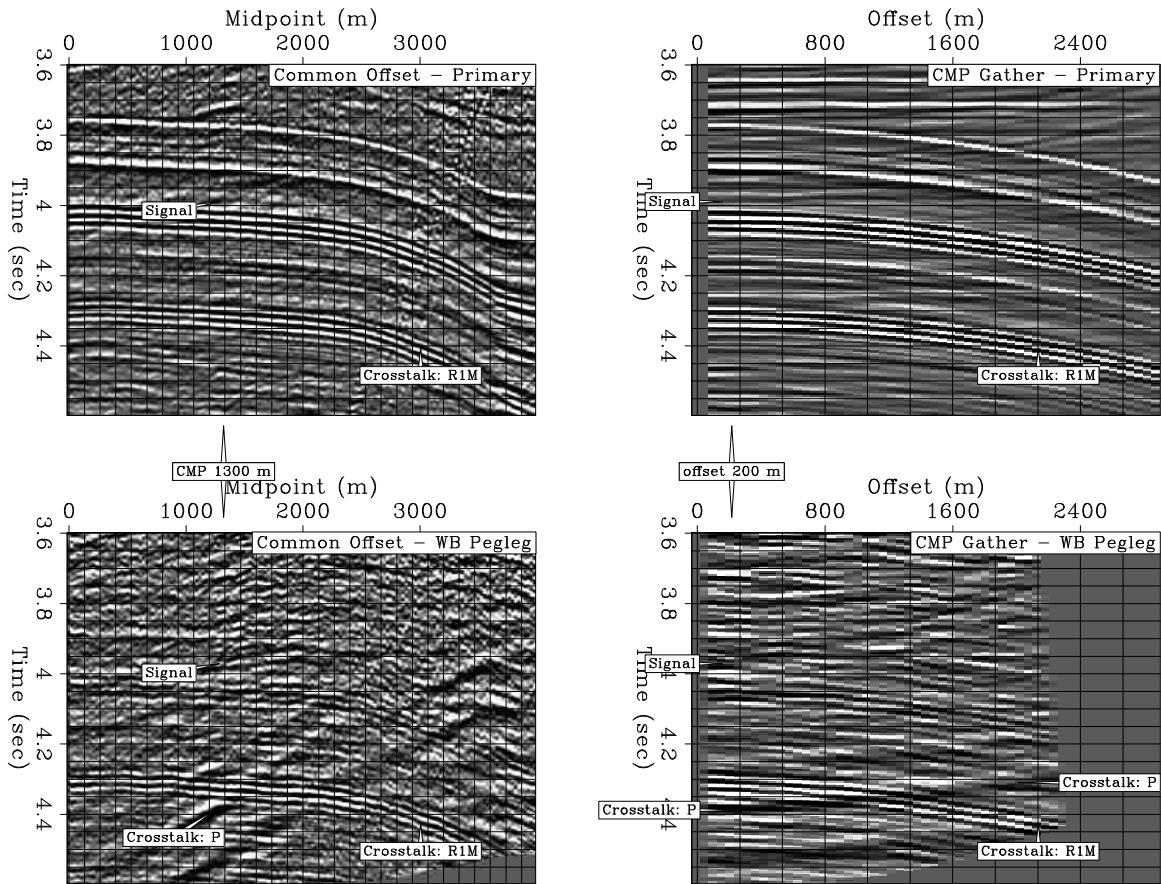 Midpoint (m)
0 1000 2000 3000
Common Offset - Primary
Time (sec)
3.6 3.8 4 4.2 4.4
Signal
Crosstalk: R1M
Offset (m)
0 800 1600 2400
CMP Gather - Primary
Time (sec)
3.6 3.8 4 4.2 4.4
Signal
Crosstalk: R1M
CMP 1300 m
offset 200 m
Midpoint (m)
0 1000 2000 3000
Common Offset - WB Pegleg
Time (sec)
3.6 3.8 4 4.2 4.4
Signal
Crosstalk: P
Crosstalk: R1M
Offset (m)
0 800 1600 2400
CMP Gather - WB Pegleg
Time (sec)
3.6 3.8 4 4.2 4.4
Signal
Crosstalk: P
Crosstalk: P
Crosstalk: R1M